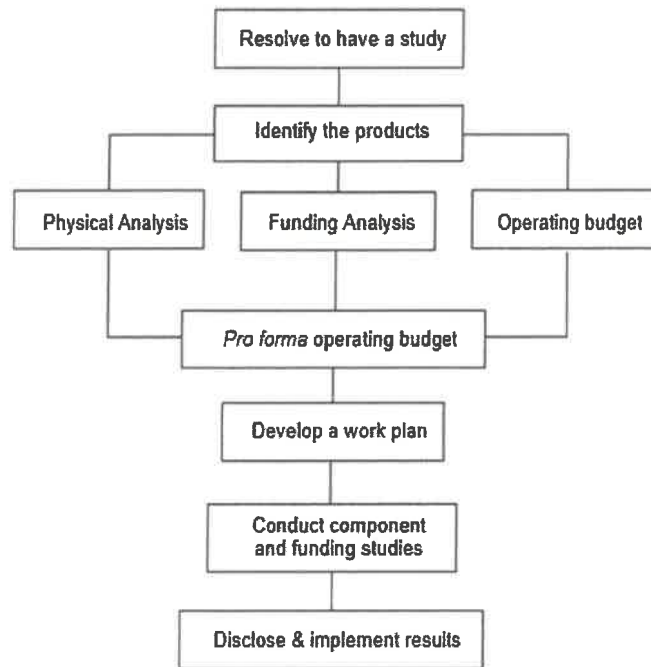 Resolve to have a study
Identify the products
Physical Analysis
Funding Analysis
Operating budget
Pro forma operating budget
Develop a work plan
Conduct component
and funding studies
Disclose & implement results